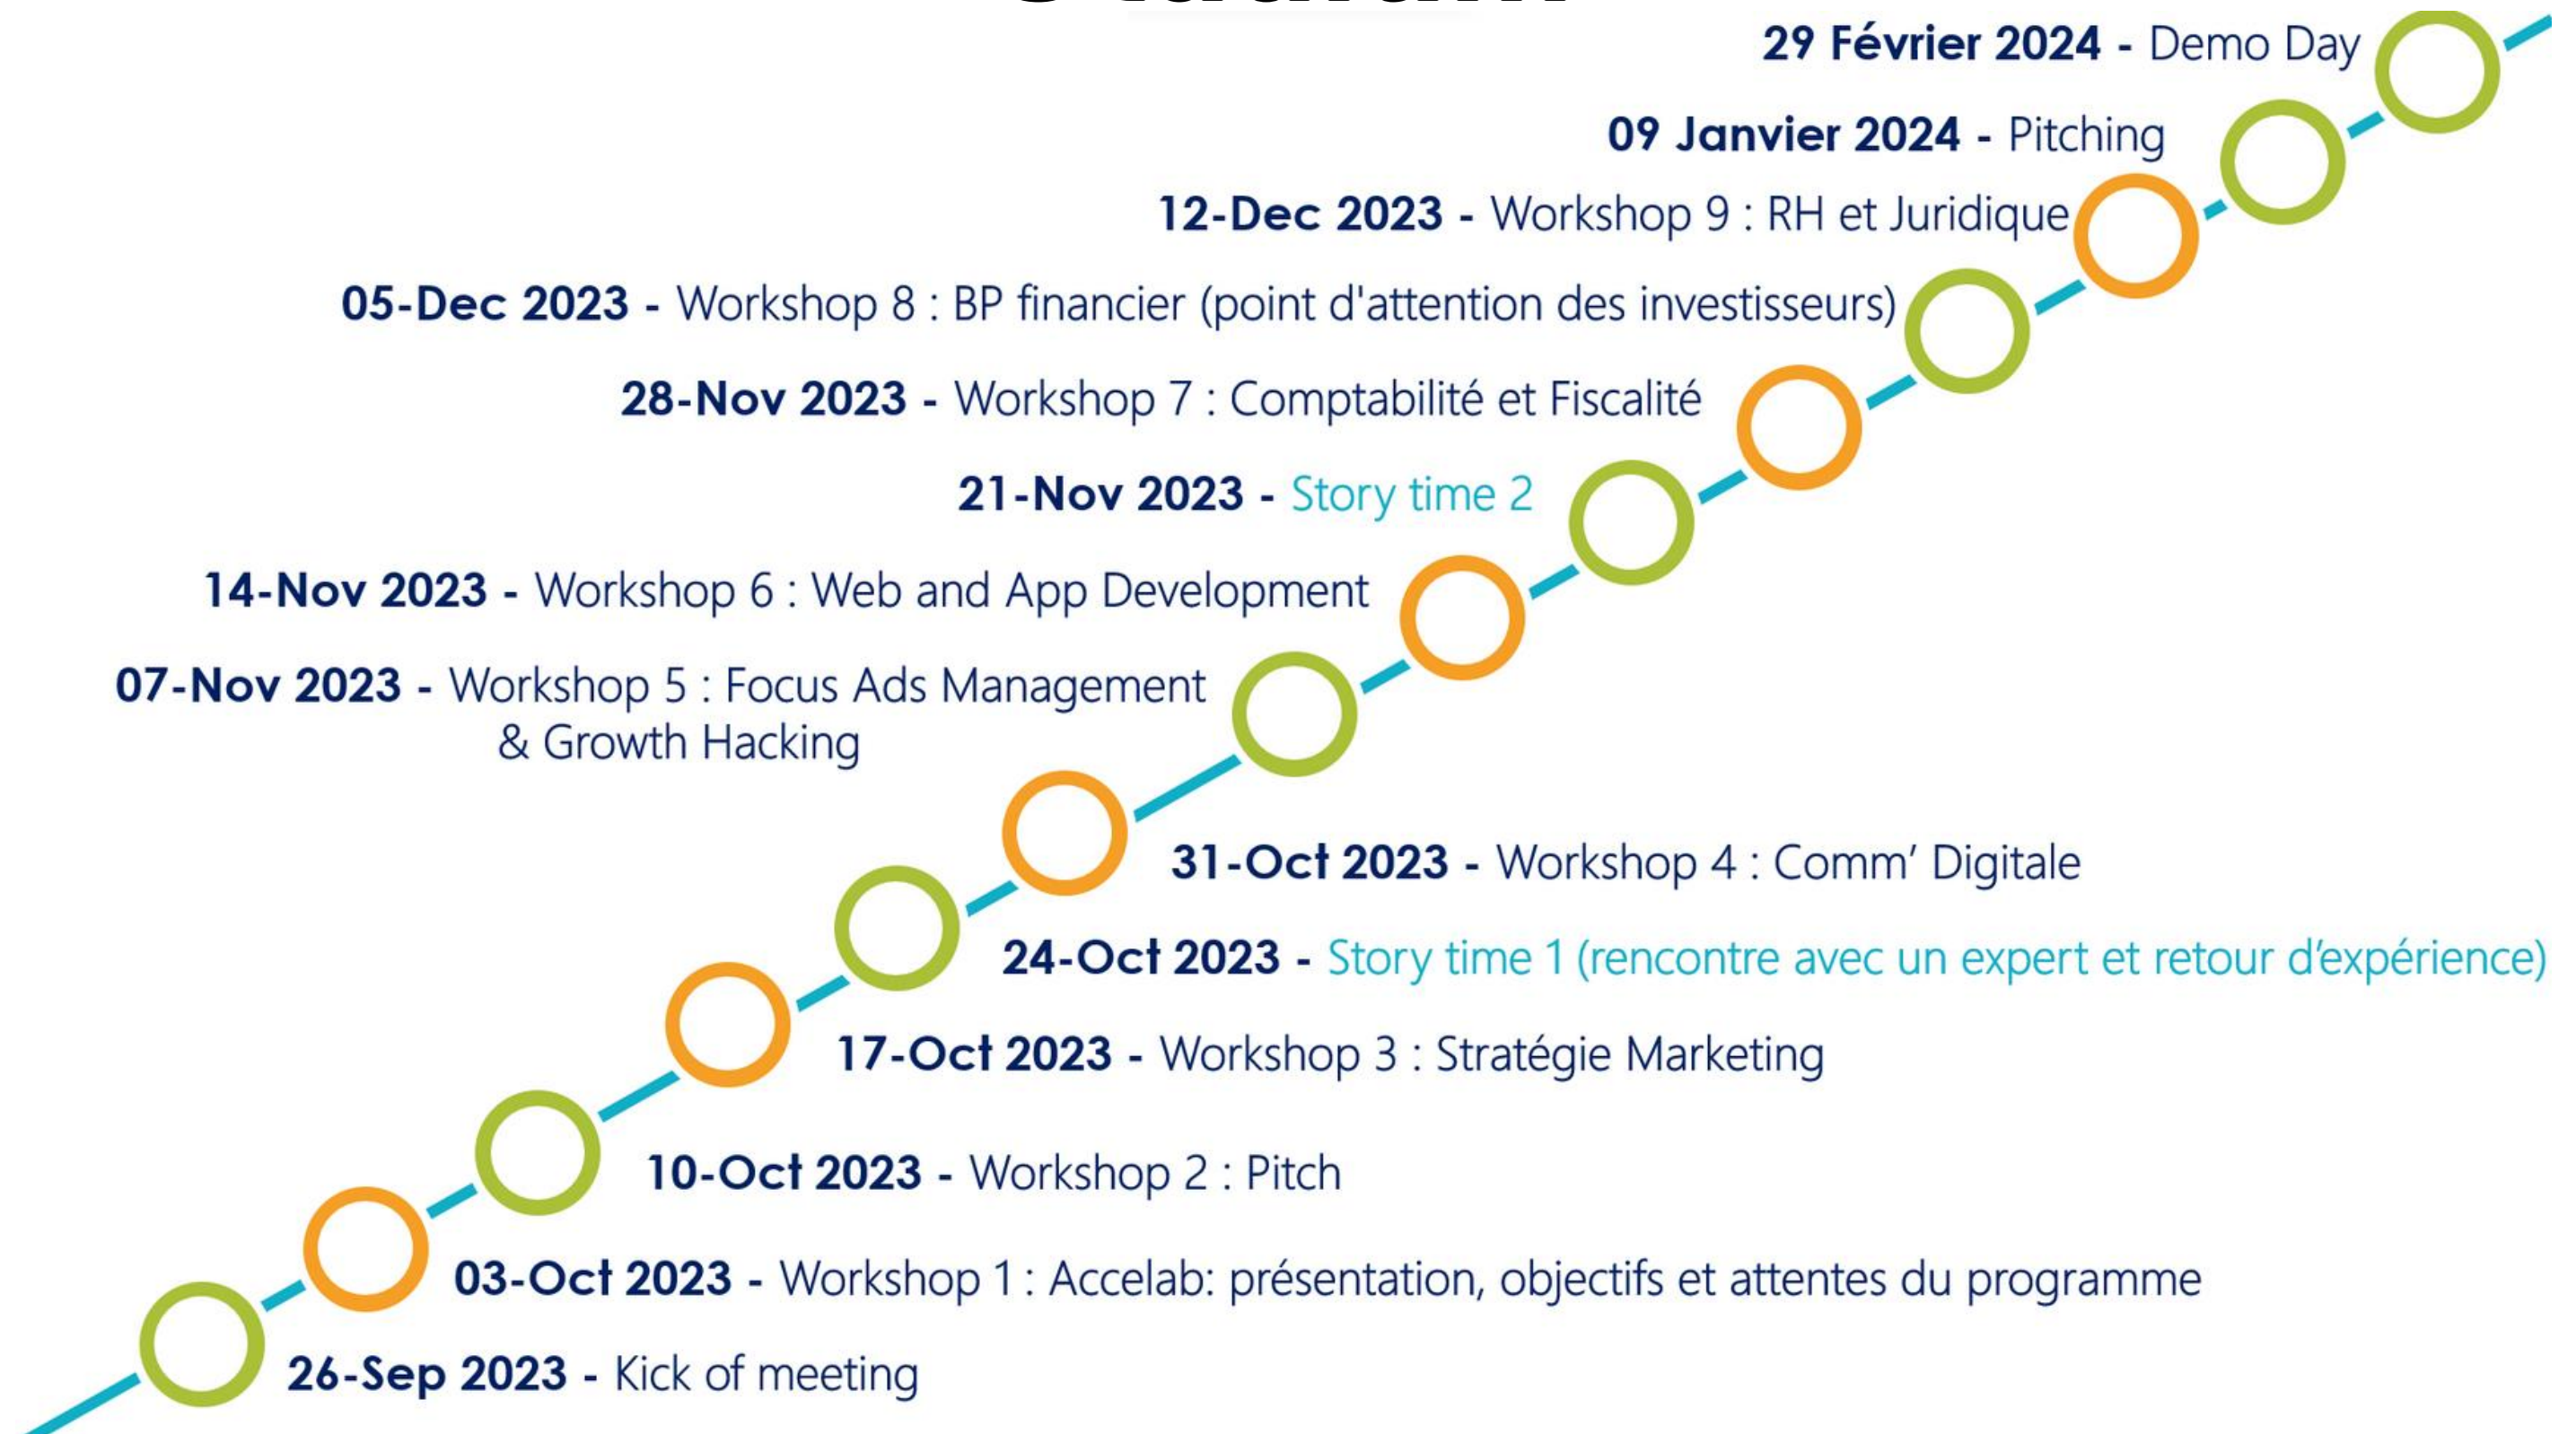 29 Février 2024 - Demo Day
09 Janvier 2024 - Pitching
12-Dec 2023 - Workshop 9 : RH et Juridique
05-Dec 2023 - Workshop 8 : BP financier (point d'attention des investisseurs)
28-Nov 2023 - Workshop 7 : Comptabilité et Fiscalité
21-Nov 2023 - Story time 2
14-Nov 2023 - Workshop 6 : Web and App Development
07-Nov 2023 - Workshop 5 : Focus Ads Management
& Growth Hacking
31-Oct 2023 - Workshop 4 : Comm’ Digitale
24-Oct 2023 - Story time 1 (rencontre avec un expert et retour d’expérience)
17-Oct 2023 - Workshop 3 : Stratégie Marketing
10-Oct 2023 - Workshop 2 : Pitch
03-Oct 2023 - Workshop 1 : Accelab: présentation, objectifs et attentes du programme
26-Sep 2023 - Kick of meeting